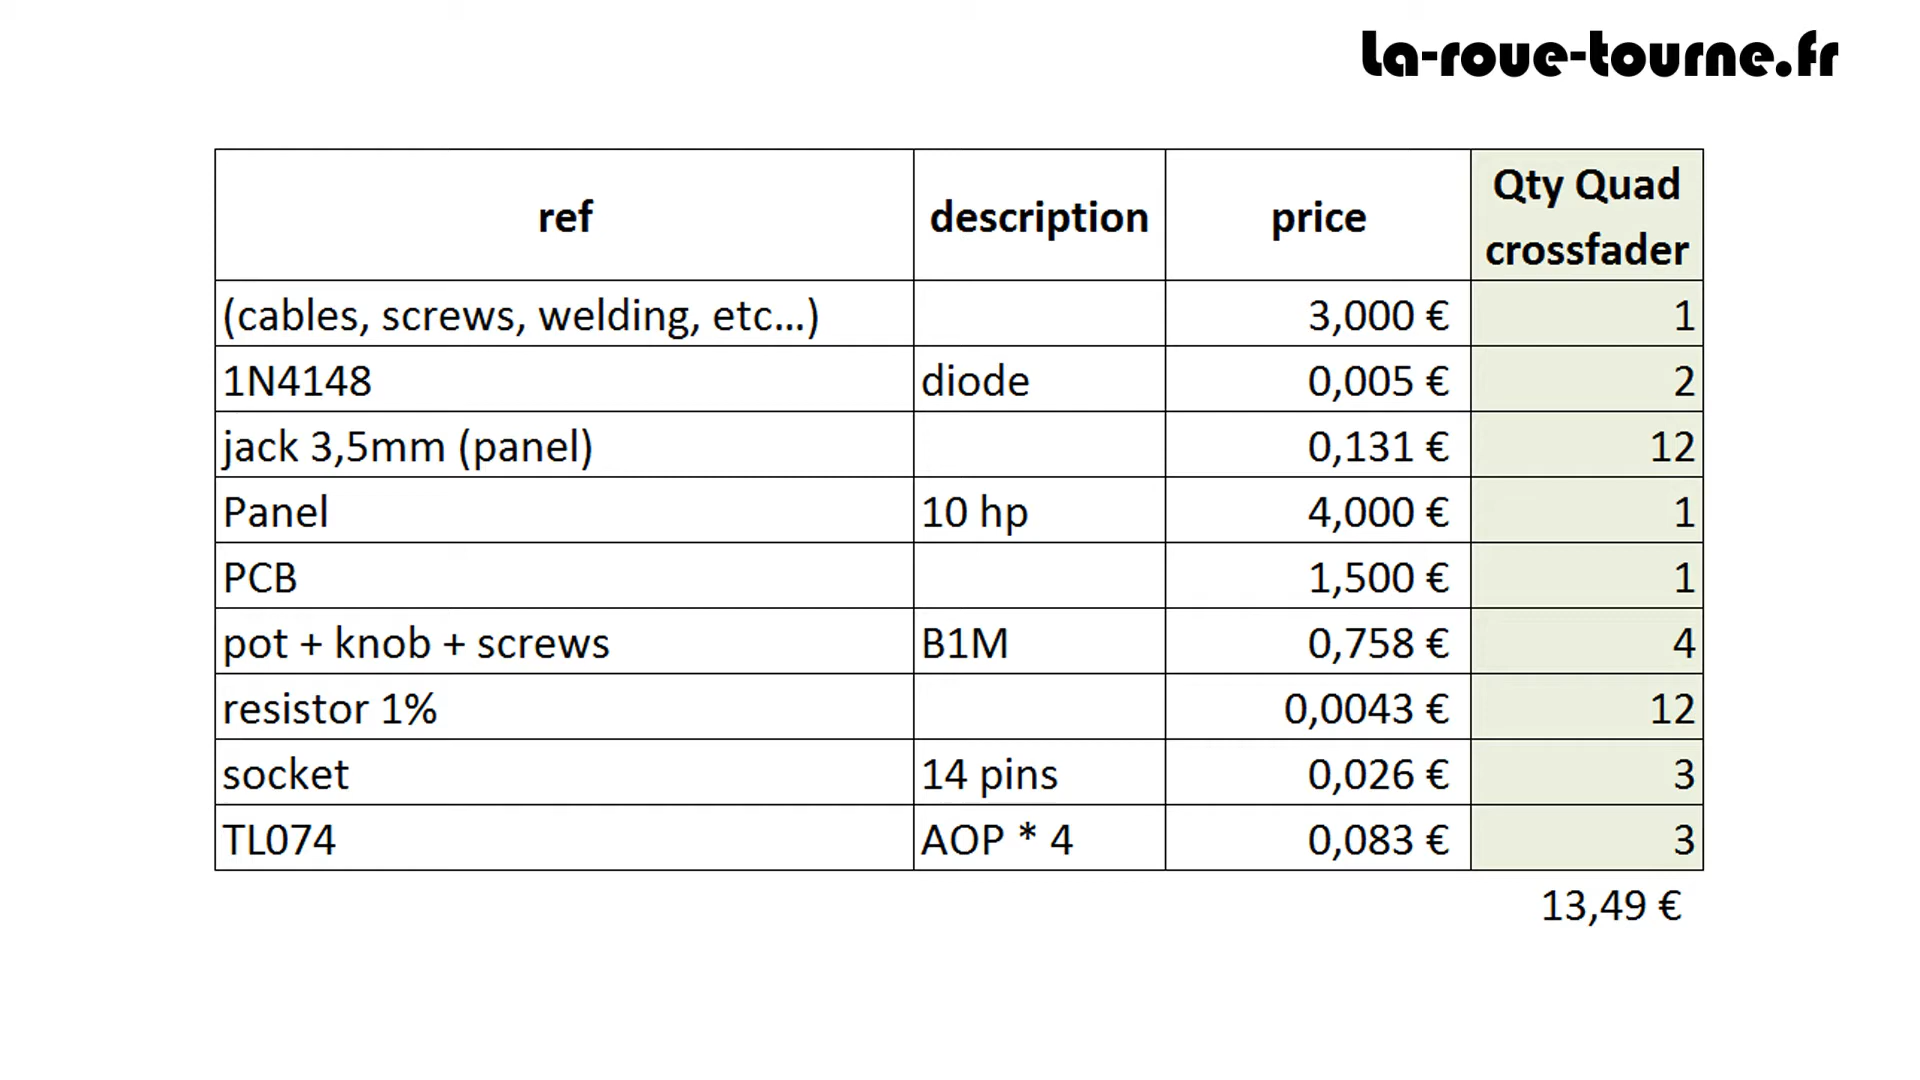 La-roue-tourne.fr
ref description price Qty Quad crossfader
(cables, screws, welding, etc...) 3,000 € 1
1N4148 diode 0,005 € 2
jack 3,5mm (panel) 0,131 € 12
Panel 10 hp 4,000 € 1
PCB 1,500 € 1
pot + knob + screws B1M 0,758 € 4
resistor 1% 0,0043 € 12
socket 14 pins 0,026 € 3
TL074 AOP * 4 0,083 € 3
13,49 €